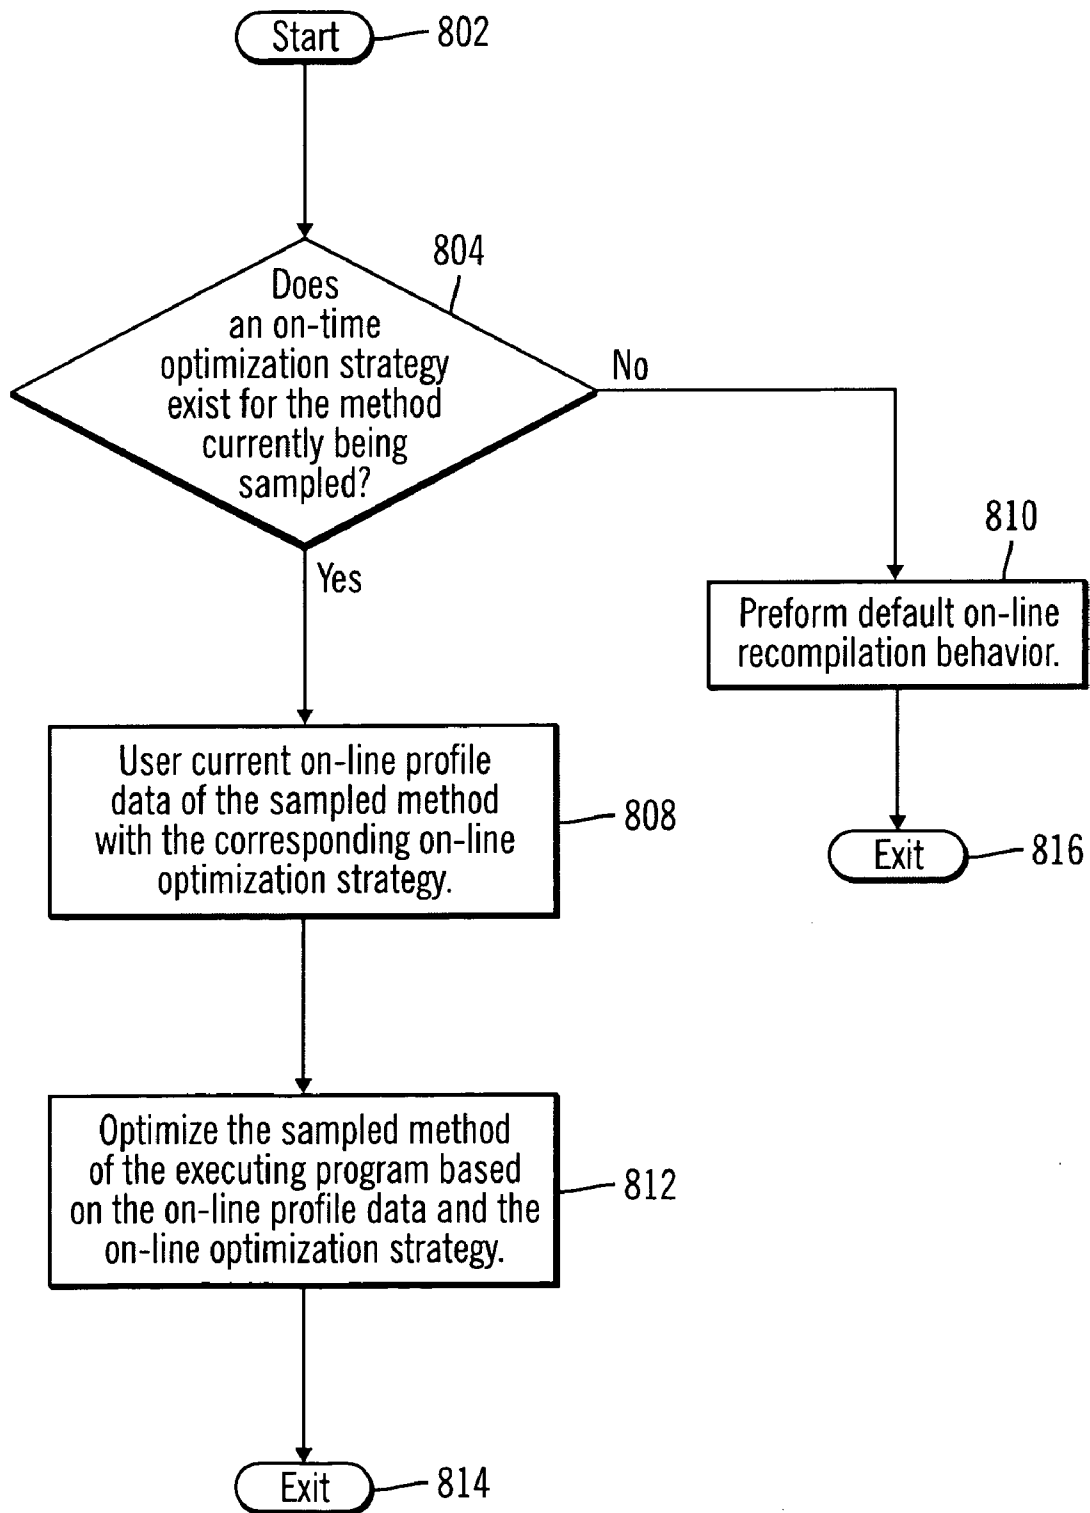 Start
802
804
Does
an on-time
optimization strategy
exist for the method
currently being
sampled?
No
Yes
810
Preform default on-line
recompilation behavior.
User current on-line profile
data of the sampled method
with the corresponding on-line
optimization strategy.
808
Exit
816
Optimize the sampled method
of the executing program based
on the on-line profile data and the
on-line optimization strategy.
812
Exit
814